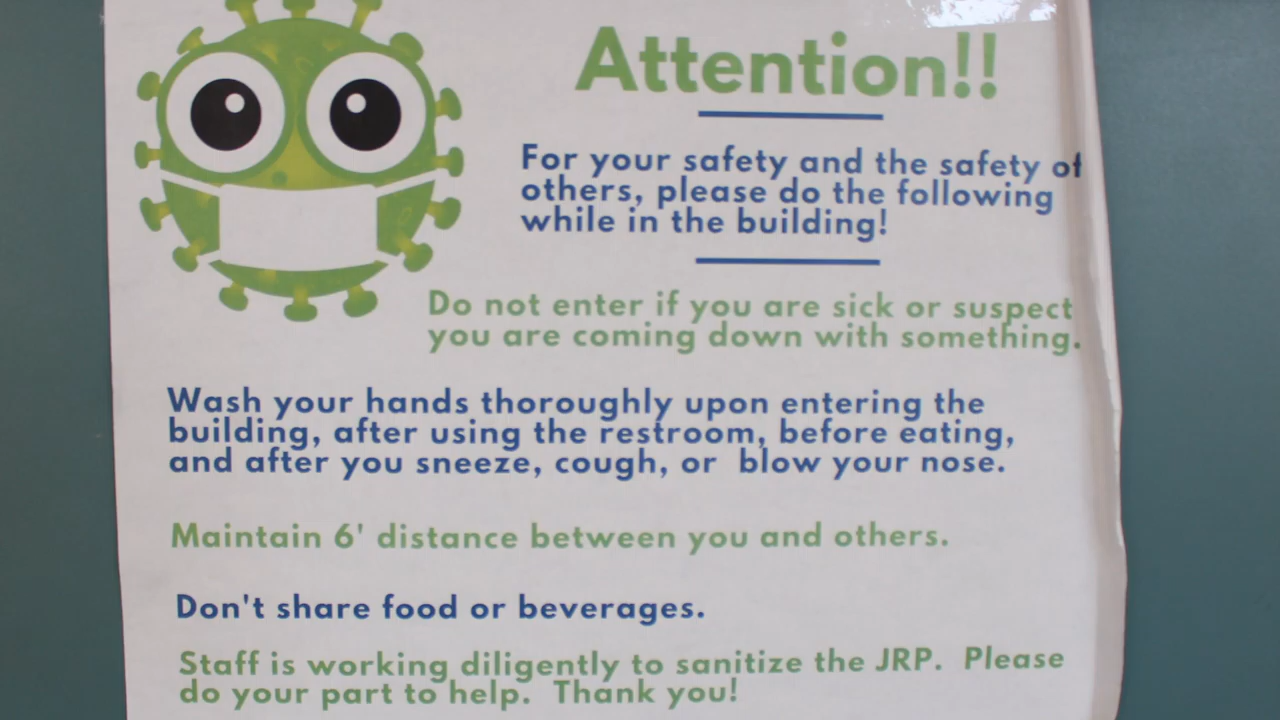 Attention!!
For your safety and the safety of
others, please do the following
while in the building!
Do not enter if you are sick or suspect
you are coming down with something.
Wash your hands thoroughly upon entering the
building, after using the restroom, before eating,
and after you sneeze, cough, or  blow your nose.
Maintain 6' distance between you and others.
Don't share food or beverages.
Staff is working diligently to sanitize the JRP.  Please
do your part to help.  Thank you!